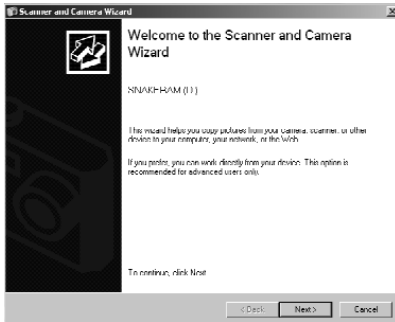 Scanner and Camera Wizard
Welcome to the Scanner and Camera
Wizard
SNAKERAM (D:)
This wizard helps you copy pictures from your camera, scanner, or other
device to your computer, your network, or the Web.
If you prefer, you can work directly from your device. This option is
recommended for advanced users only.
To continue, click Next.
< Back
Next >
Cancel